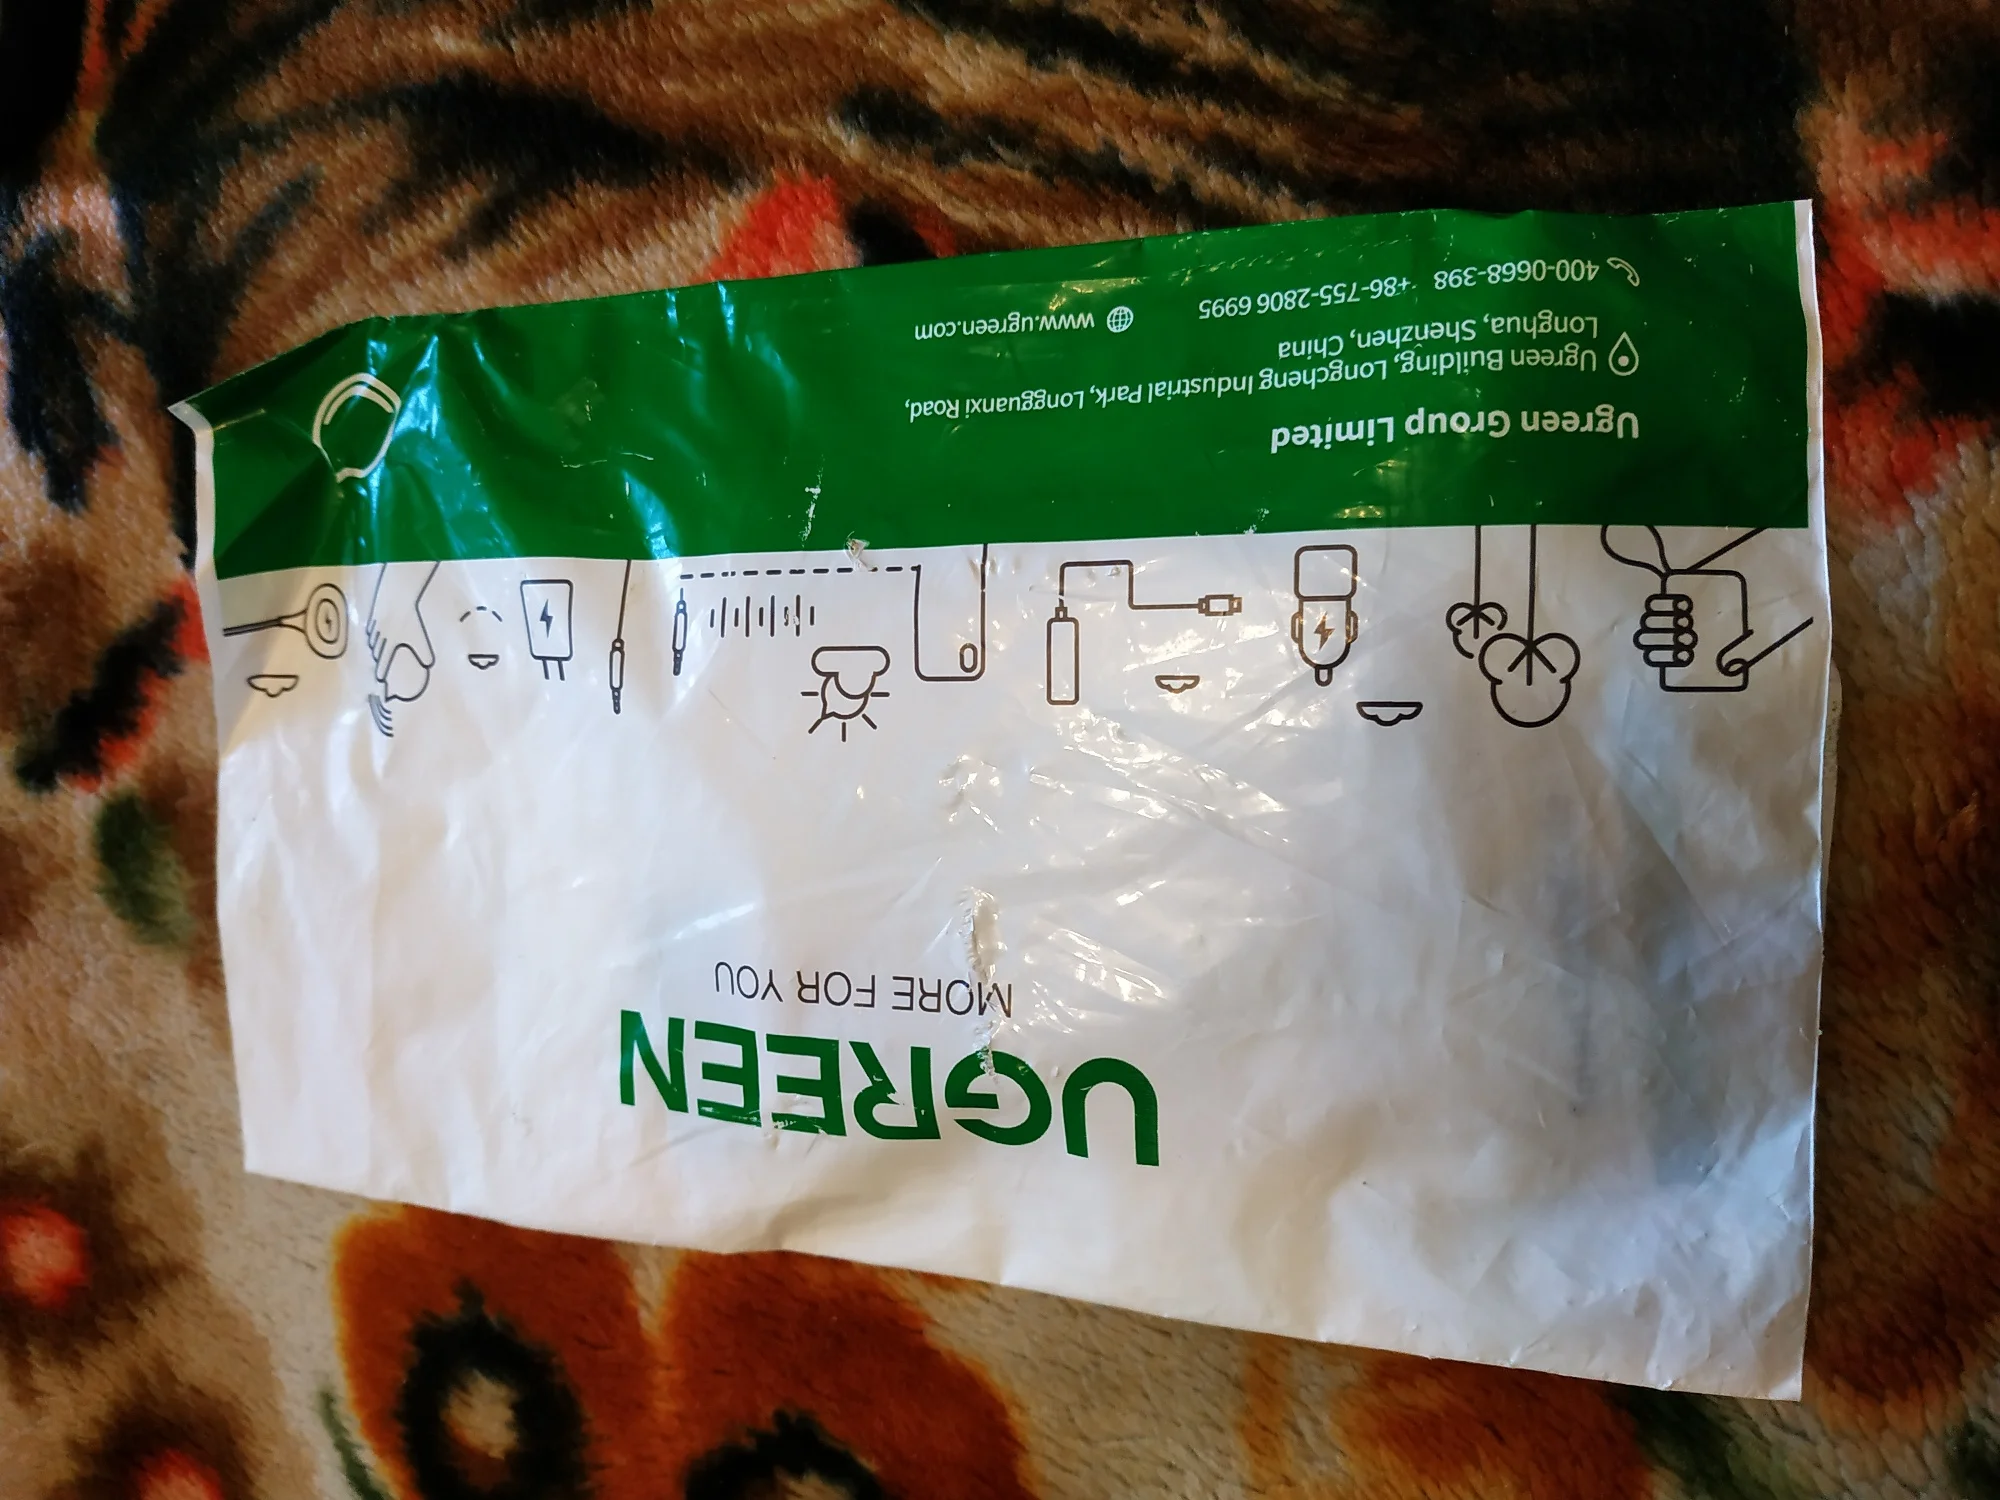 UGREEN
MORE FOR YOU
Ugreen Group Limited
Ugreen Building, Longcheng Industrial Park, Longguanxi Road,
Longhua, Shenzhen, China
400-0668-398 +86-755-2806 6995 www.ugreen.com